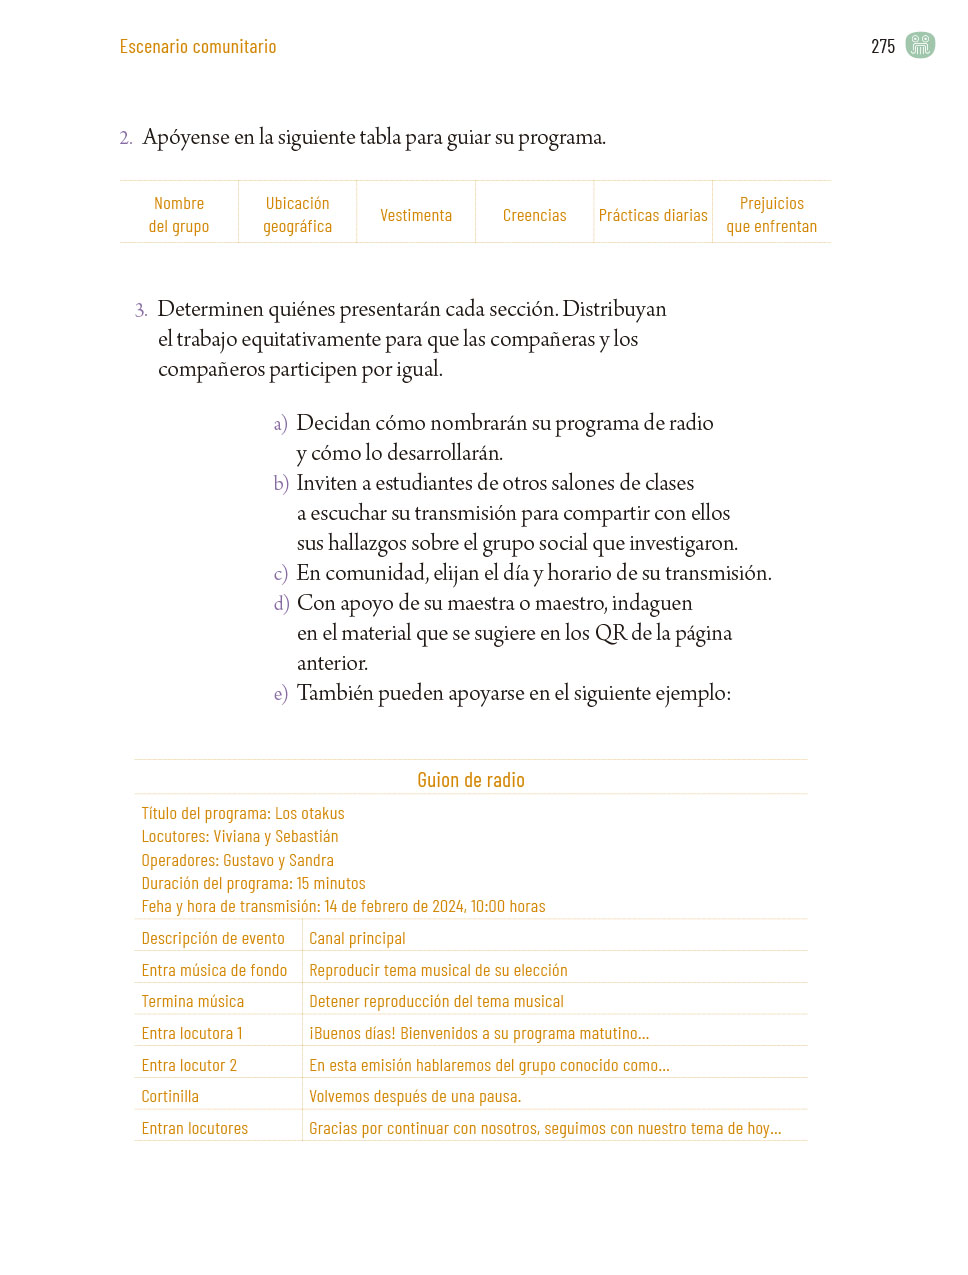 Escenario comunitario
275
2. Apóyense en la siguiente tabla para guiar su programa.
Nombre del grupo
Ubicación geográfica
Vestimenta
Creencias
Prácticas diarias
Prejuicios que enfrentan
3. Determinen quiénes presentarán cada sección. Distribuyan
el trabajo equitativamente para que las compañeras y los
compañeros participen por igual.
a) Decidan cómo nombrarán su programa de radio
y cómo lo desarrollarán.
b) Inviten a estudiantes de otros salones de clases
a escuchar su transmisión para compartir con ellos
sus hallazgos sobre el grupo social que investigaron.
c) En comunidad, elijan el día y horario de su transmisión.
d) Con apoyo de su maestra o maestro, indaguen
en el material que se sugiere en los QR de la página
anterior.
e) También pueden apoyarse en el siguiente ejemplo:
Guion de radio
Título del programa: Los otakus
Locutores: Viviana y Sebastián
Operadores: Gustavo y Sandra
Duración del programa: 15 minutos
Feha y hora de transmisión: 14 de febrero de 2024, 10:00 horas
Descripción de evento Canal principal
Entra música de fondo Reproducir tema musical de su elección
Termina música Detener reproducción del tema musical
Entra locutora 1 ¡Buenos días! Bienvenidos a su programa matutino...
Entra locutor 2 En esta emisión hablaremos del grupo conocido como...
Cortinilla Volvemos después de una pausa.
Entran locutores Gracias por continuar con nosotros, seguimos con nuestro tema de hoy...